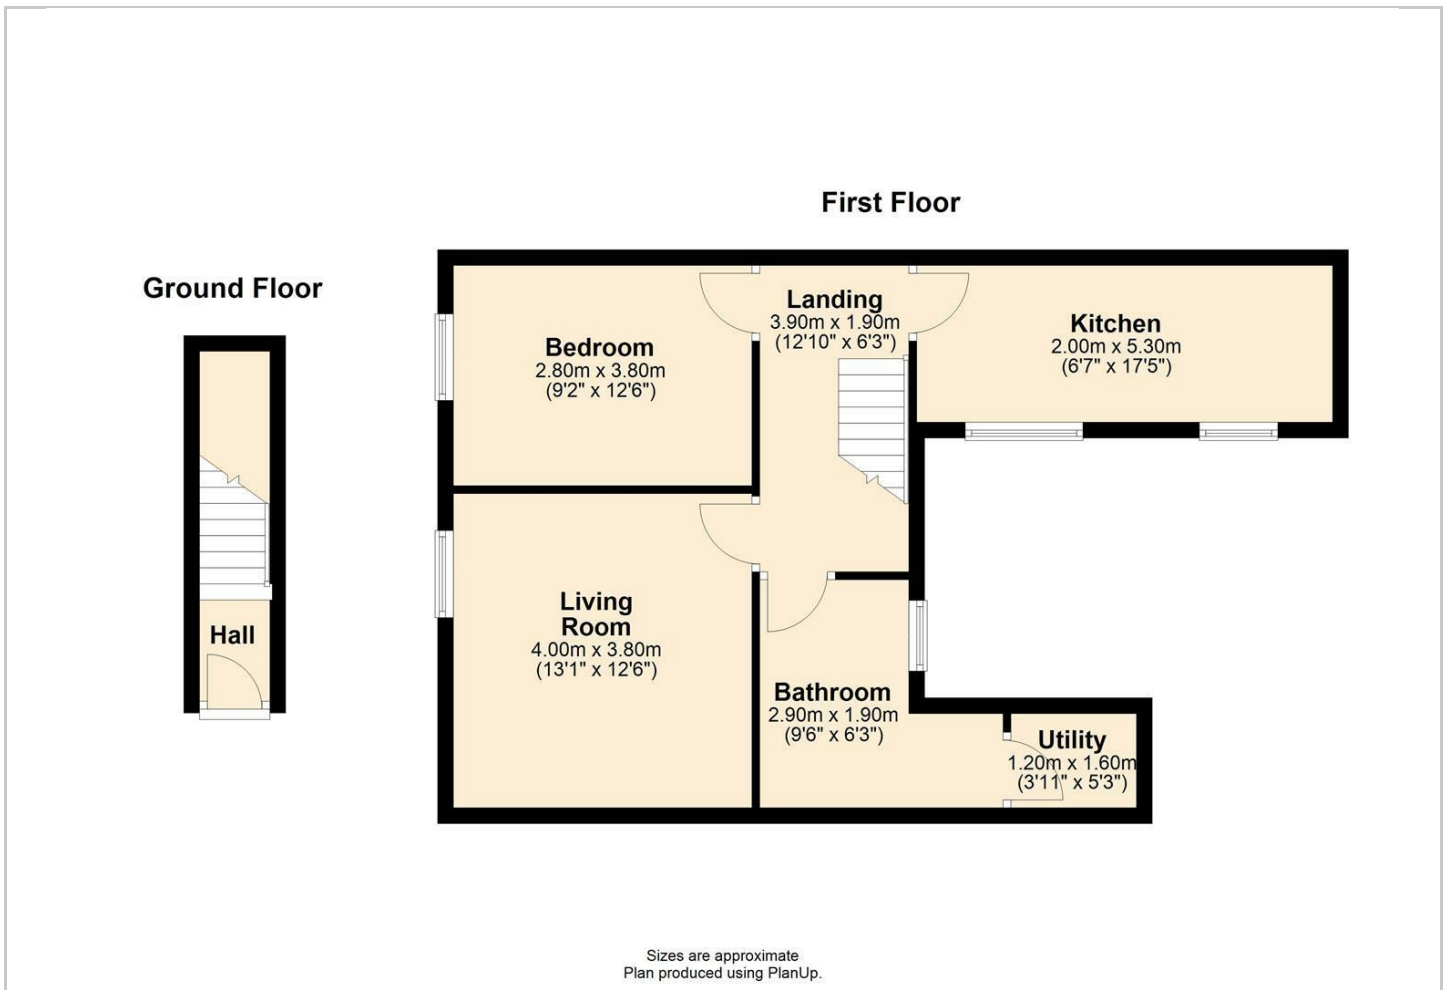 First Floor
Ground Floor
Landing
3.90m x 1.90m
(12'10" x 6'3")
Kitchen
2.00m x 5.30m
(6'7" x 17'5")
Bedroom
2.80m x 3.80m
(9'2" x 12'6")
Living
Room
4.00m x 3.80m
(13'1" x 12'6")
Hall
Bathroom
2.90m x 1.90m
(9'6" x 6'3")
Utility
1.20m x 1.60m
(3'11" x 5'3")
Sizes are approximate
Plan produced using PlanUp.